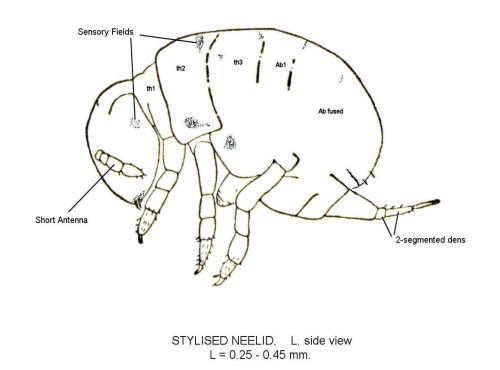 Sensory Fields
th1
th2
th3
Ab1
Ab fused
Short Antenna
2-segmented dens
STYLISED NEELID, L. side view
L = 0.25 - 0.45 mm.